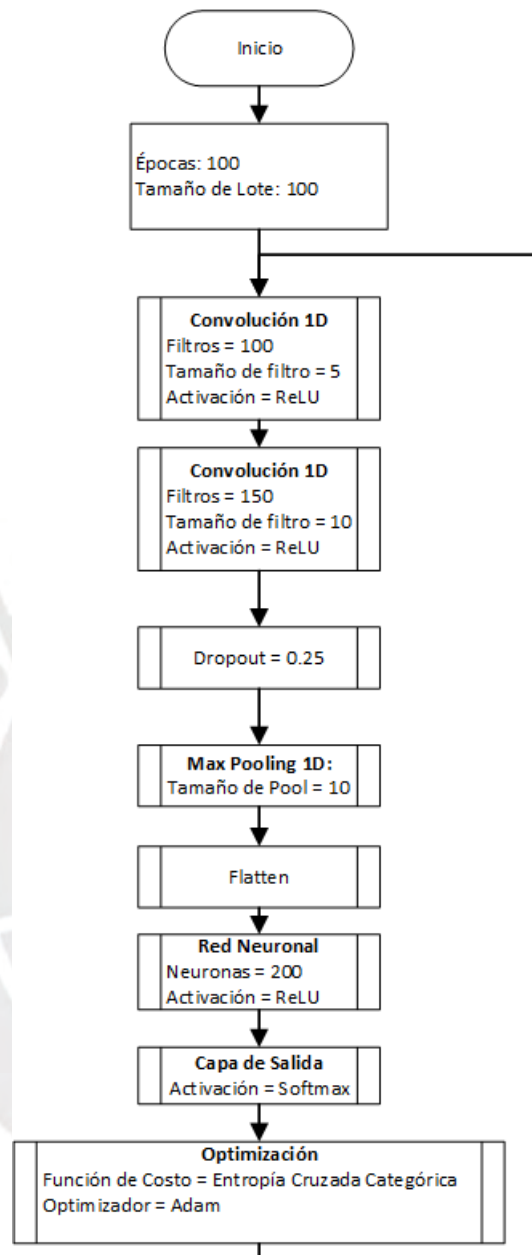 Inicio
Épocas: 100
Tamaño de Lote: 100
Convolución 1D
Filtros = 100
Tamaño de filtro = 5
Activación = ReLU
Convolución 1D
Filtros = 150
Tamaño de filtro = 10
Activación = ReLU
Dropout = 0.25
Max Pooling 1D:
Tamaño de Pool = 10
Flatten
Red Neuronal
Neuronas = 200
Activación = ReLU
Capa de Salida
Activación = Softmax
Optimización
Función de Costo = Entropía Cruzada Categórica
Optimizador = Adam